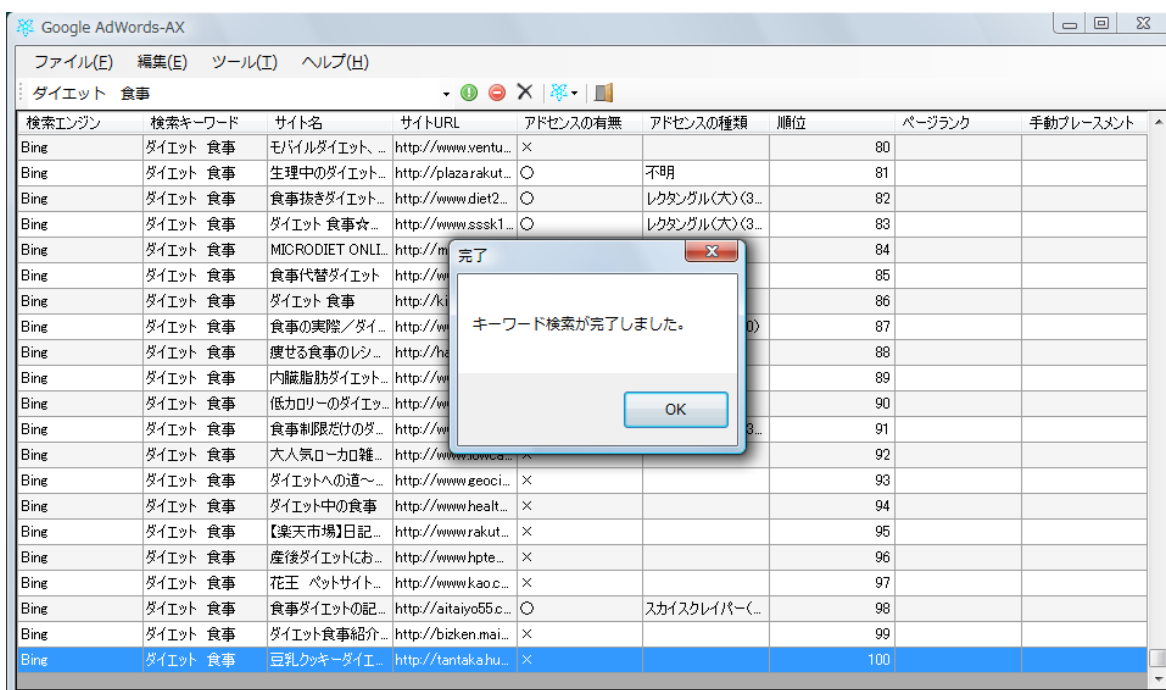 Google AdWords-AX
ファイル(F) 編集(E) ツール(T) ヘルプ(H)
ダイエット 食事
検索エンジン 検索キーワード サイト名 サイトURL アドセンスの有無 アドセンスの種類 順位 ページランク 手動プレースメント
Bing ダイエット 食事 モバイルダイエット、... http://www.ventu... × 80
Bing ダイエット 食事 生理中のダイエット... http://plaza.rakut... ○ 不明 81
Bing ダイエット 食事 食事抜きダイエット... http://www.diet2... ○ レクタングル(大)(3... 82
Bing ダイエット 食事 ダイエット 食事☆... http://www.sssk1... ○ レクタングル(大)(3... 83
Bing ダイエット 食事 MICRODIET ONLI... http://m 84
Bing ダイエット 食事 食事代替ダイエット http://w 85
Bing ダイエット 食事 ダイエット 食事 http://ki 86
Bing ダイエット 食事 食事の実際／ダイ... http://w 0) 87
Bing ダイエット 食事 痩せる食事のレシ... http://ha 88
Bing ダイエット 食事 内臓脂肪ダイエット... http://w 89
Bing ダイエット 食事 低カロリーのダイエッ... http://w 90
Bing ダイエット 食事 食事制限だけのダ... http://w 3... 91
Bing ダイエット 食事 大人気ローカロ雑... http://www.lowca... × 92
Bing ダイエット 食事 ダイエットへの道～... http://www.geoci... × 93
Bing ダイエット 食事 ダイエット中の食事 http://www.healt... × 94
Bing ダイエット 食事 【楽天市場】日記... http://www.rakut... × 95
Bing ダイエット 食事 産後ダイエットにお... http://www.hpte... × 96
Bing ダイエット 食事 花王 ペットサイト... http://www.kao.c... × 97
Bing ダイエット 食事 食事ダイエットの記... http://aitaiyo55.c... ○ スカイスクレイパー(... 98
Bing ダイエット 食事 ダイエット食事紹介... http://bizken.mai... × 99
Bing ダイエット 食事 豆乳クッキーダイエ... http://tantaka.hu... × 100
完了
キーワード検索が完了しました。
OK